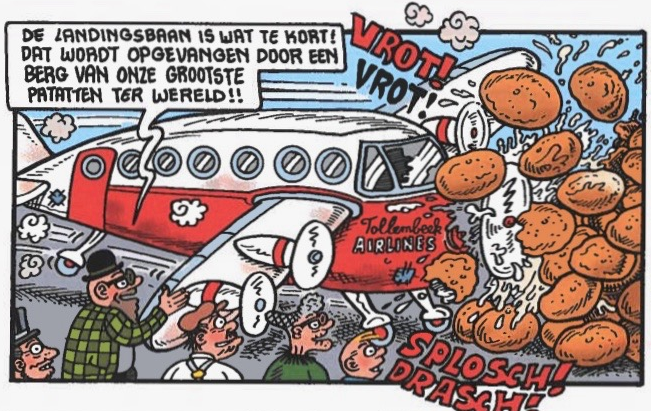 DE LANDINGSBAAN IS WAT TE KORT!
DAT WORDT OPGEVANGEN DOOR EEN
BERG VAN ONZE GROOTSTE
PATATTEN TER WERELD!!
VROT!
VROT!
Tollembeek
AIRLINES
SPLOSCH!
DRASCH!